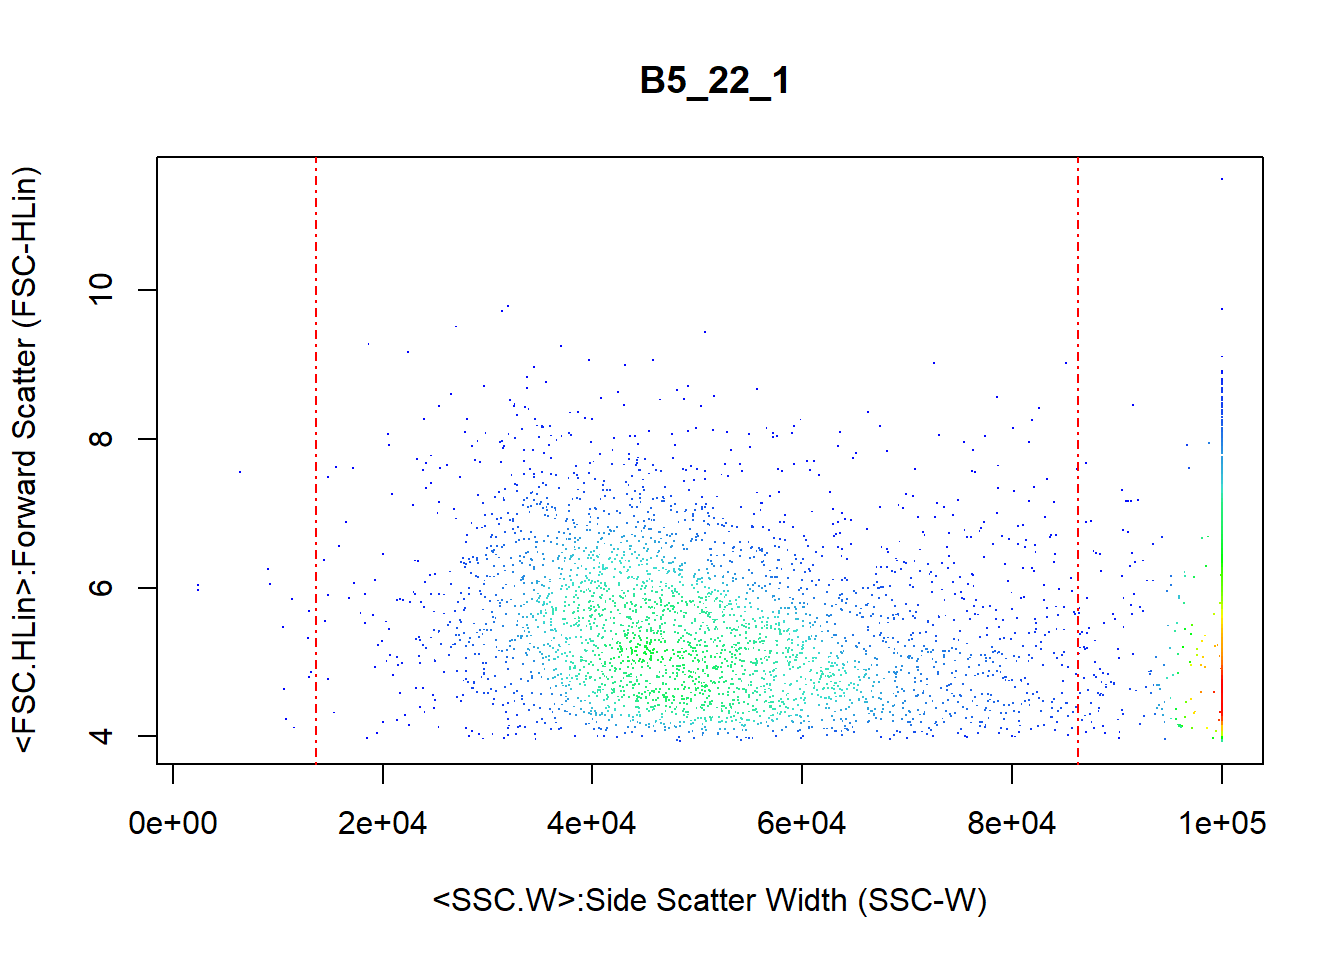 B5_22_1
<FSC.HLin>:Forward Scatter (FSC-HLin)
10
8
6
4
0e+00 2e+04 4e+04 6e+04 8e+04 1e+05
<SSC.W>:Side Scatter Width (SSC-W)